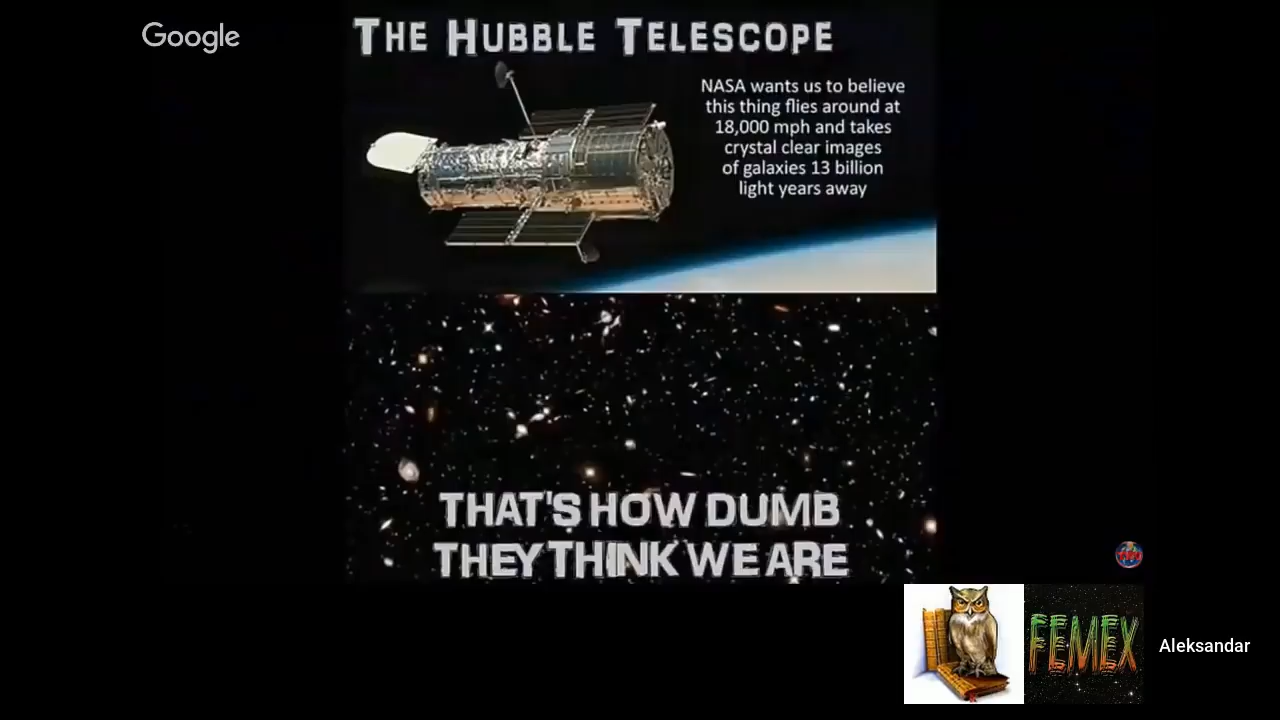 Google
THE HUBBLE TELESCOPE
NASA wants us to believe
this thing flies around at
18,000 mph and takes
crystal clear images
of galaxies 13 billion
light years away
THAT'S HOW DUMB
THEY THINK WE ARE
FEMEX
Aleksandar